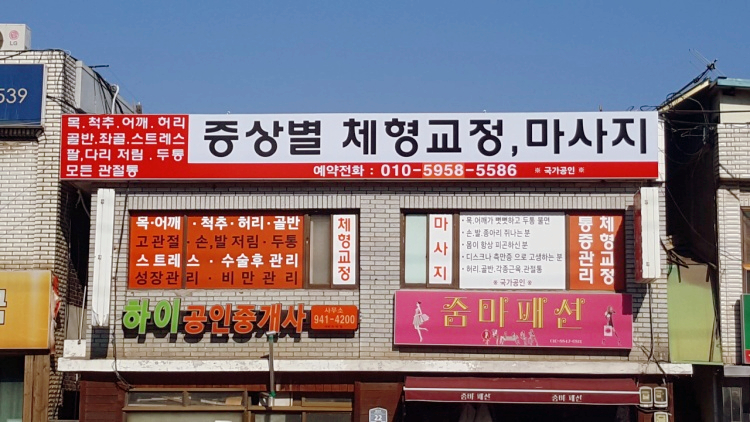 LG
539
목.척추.어깨.허리
골반.좌골.스트레스
팔,다리 저림.두통
모든 관절통
증상별 체형교정,마사지
예약전화 : 010-5958-5586
※ 국가공인 ※
목·어깨·척추·허리·골반
고관절·손,발 저림·두통
스트레스·수술후 관리
성장관리·비만관리
체형교정
마사지
·목,어깨가 뻣뻣하고 두통 불면
·손,발,종아리 쥐나는 분
·몸이 항상 피곤하신 분
·디스크나 측만증 으로 고생하는 분
·허리,골반,각종근육,관절통
※ 국가공인 ※
체형교정
통증관리
하이공인중개사
사무소
941-4200
줌마패션
줌마 패션
줌마 패션
22